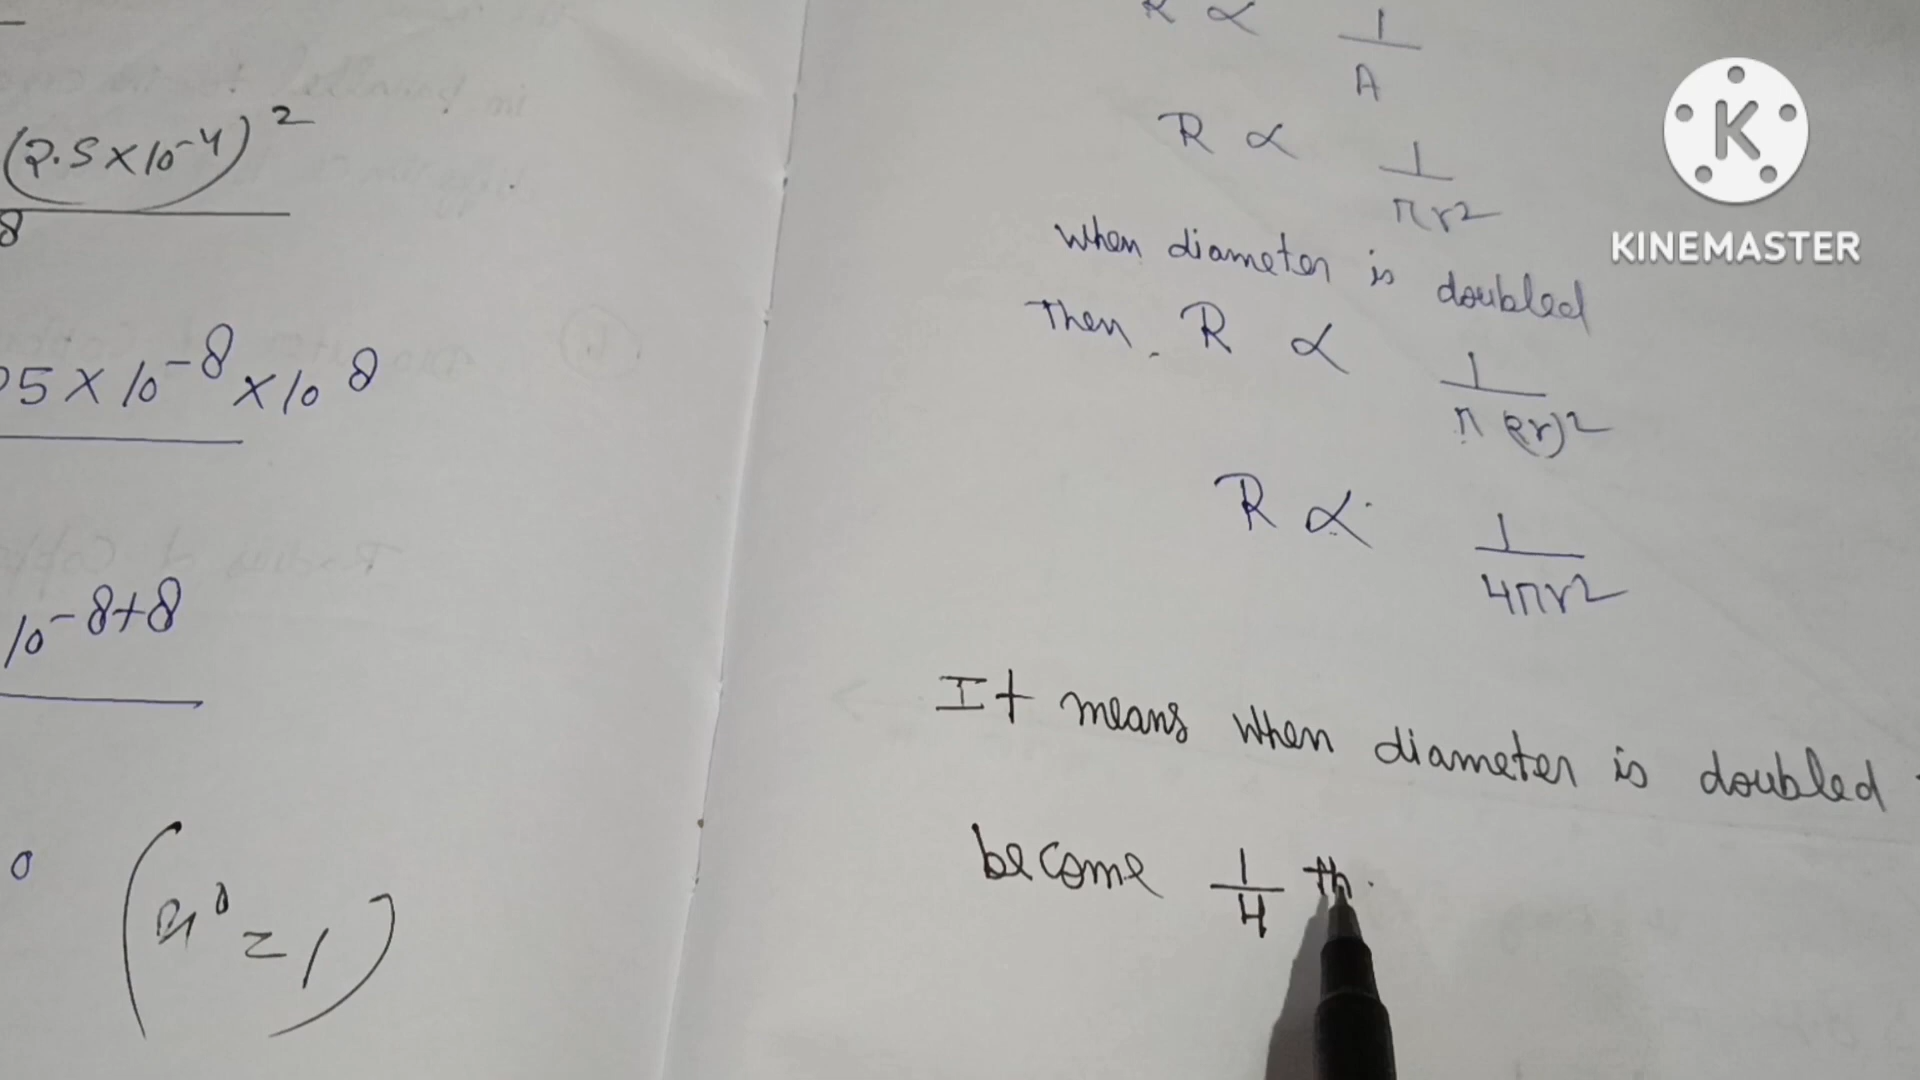 (2.5 × 10⁻⁴)²
8
5 × 10⁻⁸ × 10⁸
10⁻⁸⁺⁸
0
( = 1)
R ∝ 1/A
R ∝ 1/πr²
When diameter is doubled
Then, R ∝ 1/π(2r)²
R ∝ 1/4πr²
It means when diameter is doubled
become 1/4 th
K
KINEMASTER